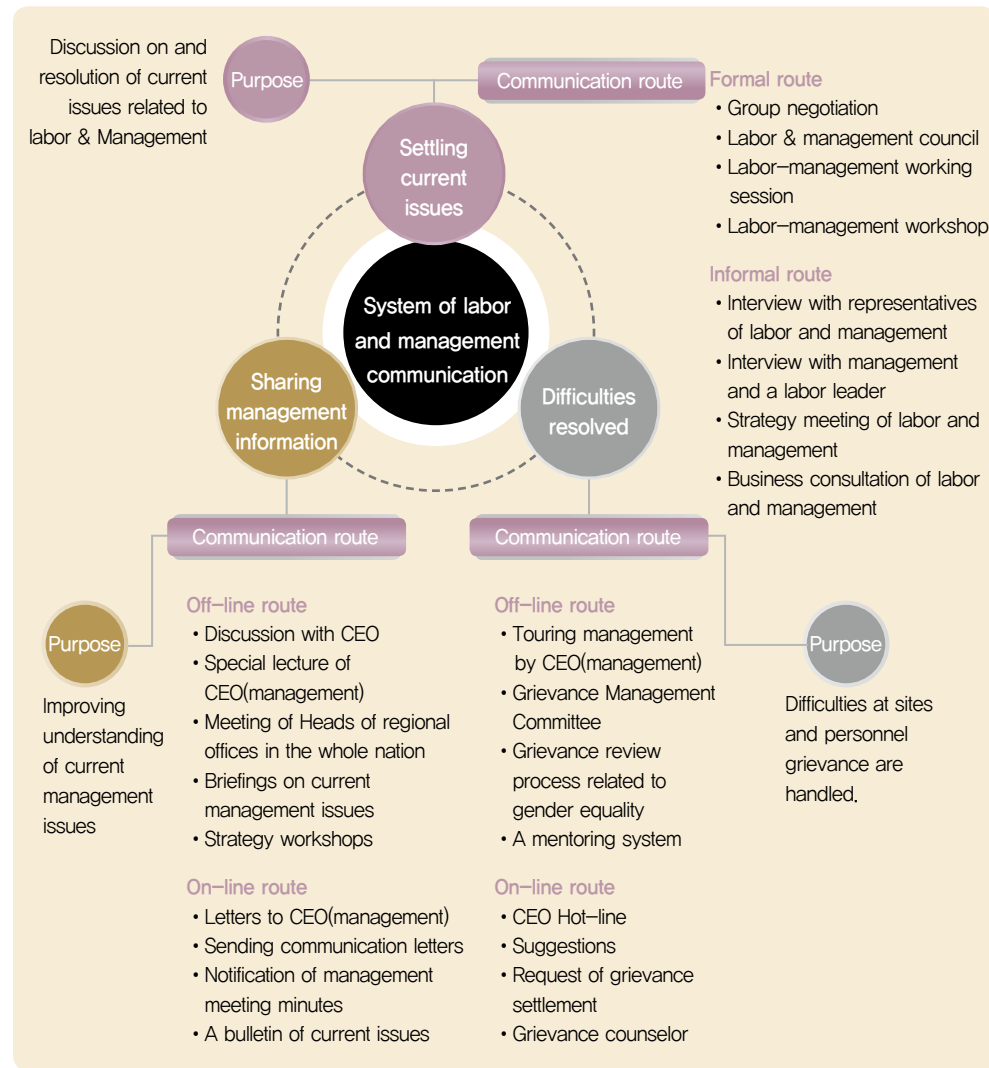 Discussion on and
resolution of current
issues related to
labor & Management
Purpose
Communication route
Formal route
• Group negotiation
• Labor & management council
• Labor-management working
session
• Labor-management workshop
Informal route
• Interview with representatives
of labor and management
• Interview with management
and a labor leader
• Strategy meeting of labor and
management
• Business consultation of labor
and management
Settling
current
issues
System of labor
and management
communication
Sharing
management
information
Difficulties
resolved
Communication route
Purpose
Improving
understanding
of current
management
issues
Off-line route
• Discussion with CEO
• Special lecture of
CEO(management)
• Meeting of Heads of regional
offices in the whole nation
• Briefings on current
management issues
• Strategy workshops
On-line route
• Letters to CEO(management)
• Sending communication letters
• Notification of management
meeting minutes
• A bulletin of current issues
Communication route
Off-line route
• Touring management
by CEO(management)
• Grievance Management
Committee
• Grievance review
process related to
gender equality
• A mentoring system
On-line route
• CEO Hot-line
• Suggestions
• Request of grievance
settlement
• Grievance counselor
Purpose
Difficulties at sites
and personnel
grievance are
handled.